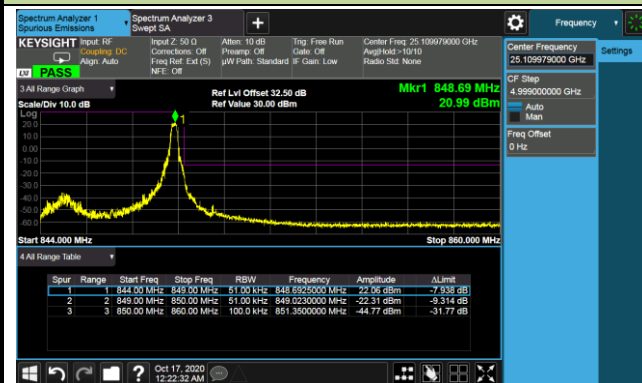 Spectrum Analyzer 1
Spurious Emissions
Spectrum Analyzer 3
Swept SA
+
Frequency
KEYSIGHT
Input: RF
Coupling: DC
Align: Auto
Input Z: 50 Ω
Corrections: Off
Freq Ref: Ext (S)
NFE: Off
Atten: 10 dB
Preamp: Off
µW Path: Standard
Trig: Free Run
Gate: Off
IF Gain: Low
Center Freq: 25.109979000 GHz
Avg|Hold:>10/10
Radio Std: None
LXI PASS
Center Frequency
25.109979000 GHz
Settings
CF Step
4.999000000 GHz
Auto
Man
Freq Offset
0 Hz
3 All Range Graph
Scale/Div 10.0 dB
Ref Lvl Offset 32.50 dB
Ref Value 30.00 dBm
Mkr1 848.69 MHz
20.99 dBm
Log
20.0
10.0
0.00
-10.0
-20.0
-30.0
-40.0
-50.0
-60.0
1
Start 844.000 MHz
Stop 860.000 MHz
4 All Range Table
Spur Range Start Freq Stop Freq RBW Frequency Amplitude ΔLimit
1 1 844.00 MHz 849.00 MHz 51.00 kHz 848.6925000 MHz 22.06 dBm -7.938 dB
2 2 849.00 MHz 850.00 MHz 51.00 kHz 849.0230000 MHz -22.31 dBm -9.314 dB
3 3 850.00 MHz 860.00 MHz 100.0 kHz 851.3500000 MHz -44.77 dBm -31.77 dB
?
Oct 17, 2020
12:22:32 AM